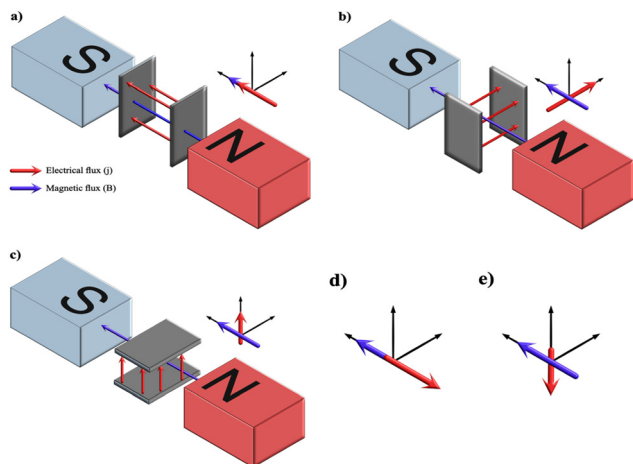 a)
b)
S
S
N
N
Electrical flux (j)
Magnetic flux (B)
c)
d)
e)
S
N